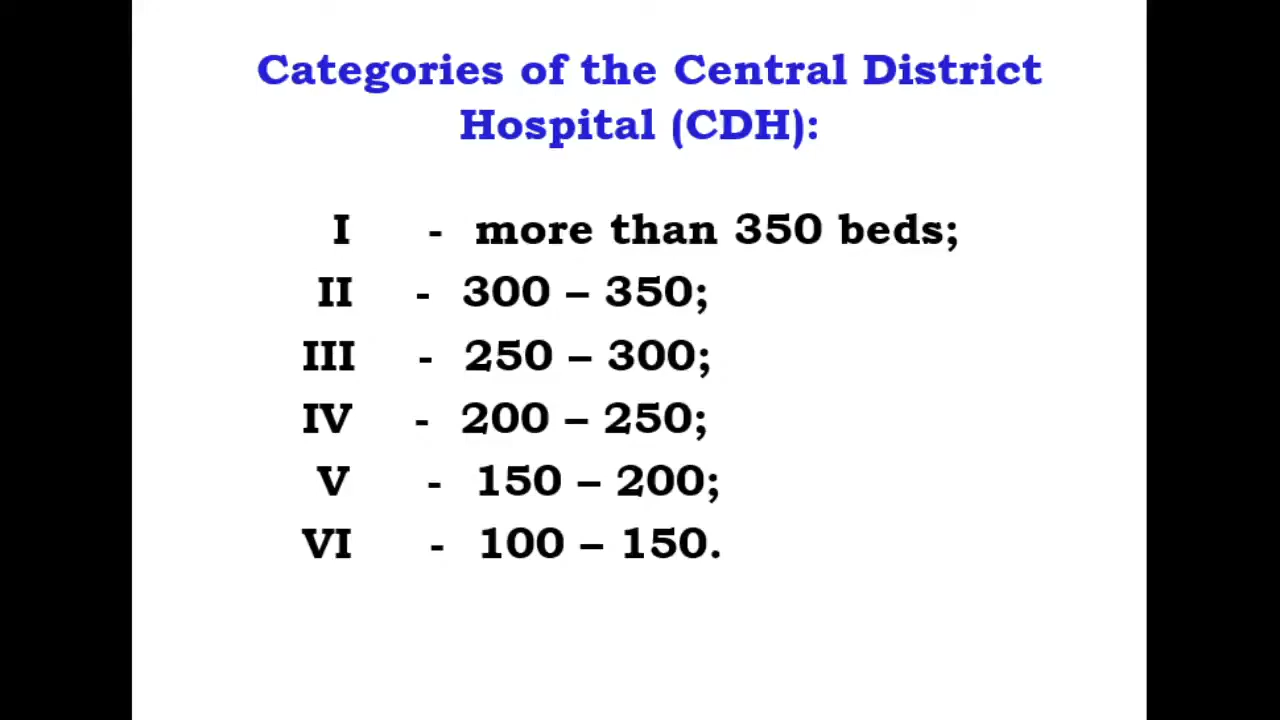 Categories of the Central District
Hospital (CDH):
I - more than 350 beds;
II - 300 – 350;
III - 250 – 300;
IV - 200 – 250;
V - 150 – 200;
VI - 100 – 150.